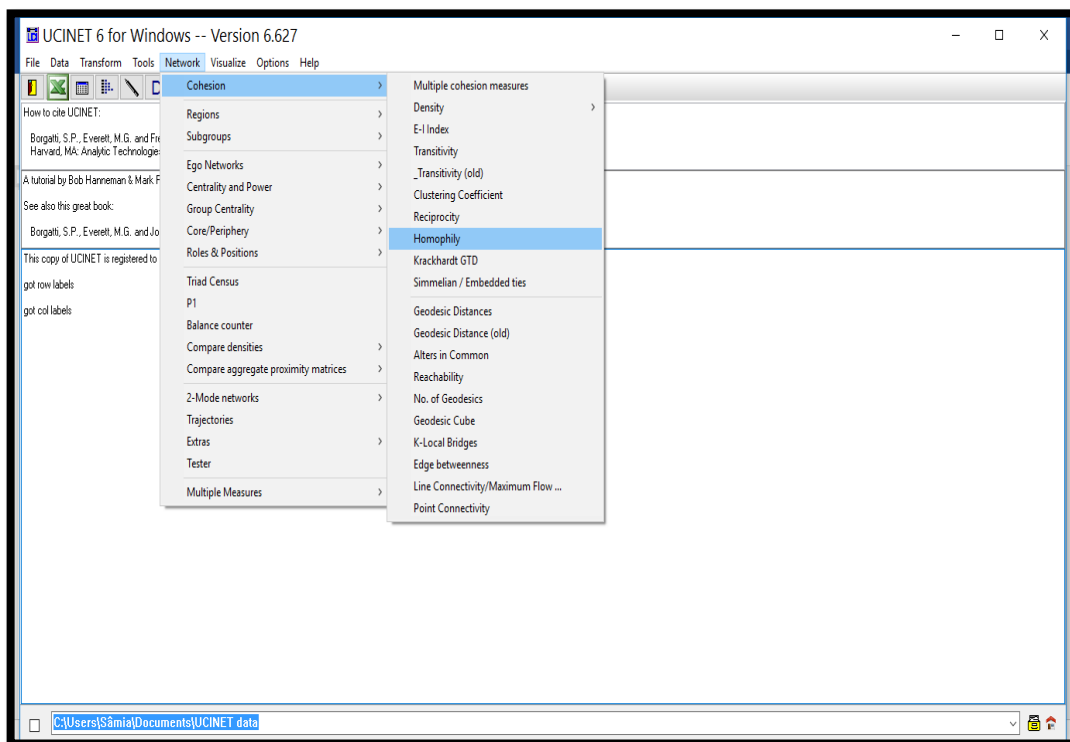 UCINET 6 for Windows -- Version 6.627
File Data Transform Tools Network Visualize Options Help
How to cite UCINET:
Borgatti, S.P., Everett, M.G. and
Harvard, MA: Analytic
A tutorial by Bob Hanneman & Mark
See also this great book:
Borgatti, S.P., Everett, M.G. and
This copy of UCINET is registered to
got row labels
got col labels
Cohesion
Regions
Subgroups
Ego Networks
Centrality and Power
Group Centrality
Core/Periphery
Roles & Positions
Triad Census
P1
Balance counter
Compare densities
Compare aggregate proximity matrices
2-Mode networks
Trajectories
Extras
Tester
Multiple Measures
Multiple cohesion measures
Density
E-I Index
Transitivity
_Transitivity (old)
Clustering Coefficient
Reciprocity
Homophily
Krackhardt GTD
Simmelian / Embedded ties
Geodesic Distances
Geodesic Distance (old)
Alters in Common
Reachability
No. of Geodesics
Geodesic Cube
K-Local Bridges
Edge betweenness
Line Connectivity/Maximum Flow ...
Point Connectivity
C:\Users\Sâmia\Documents\UCINET data